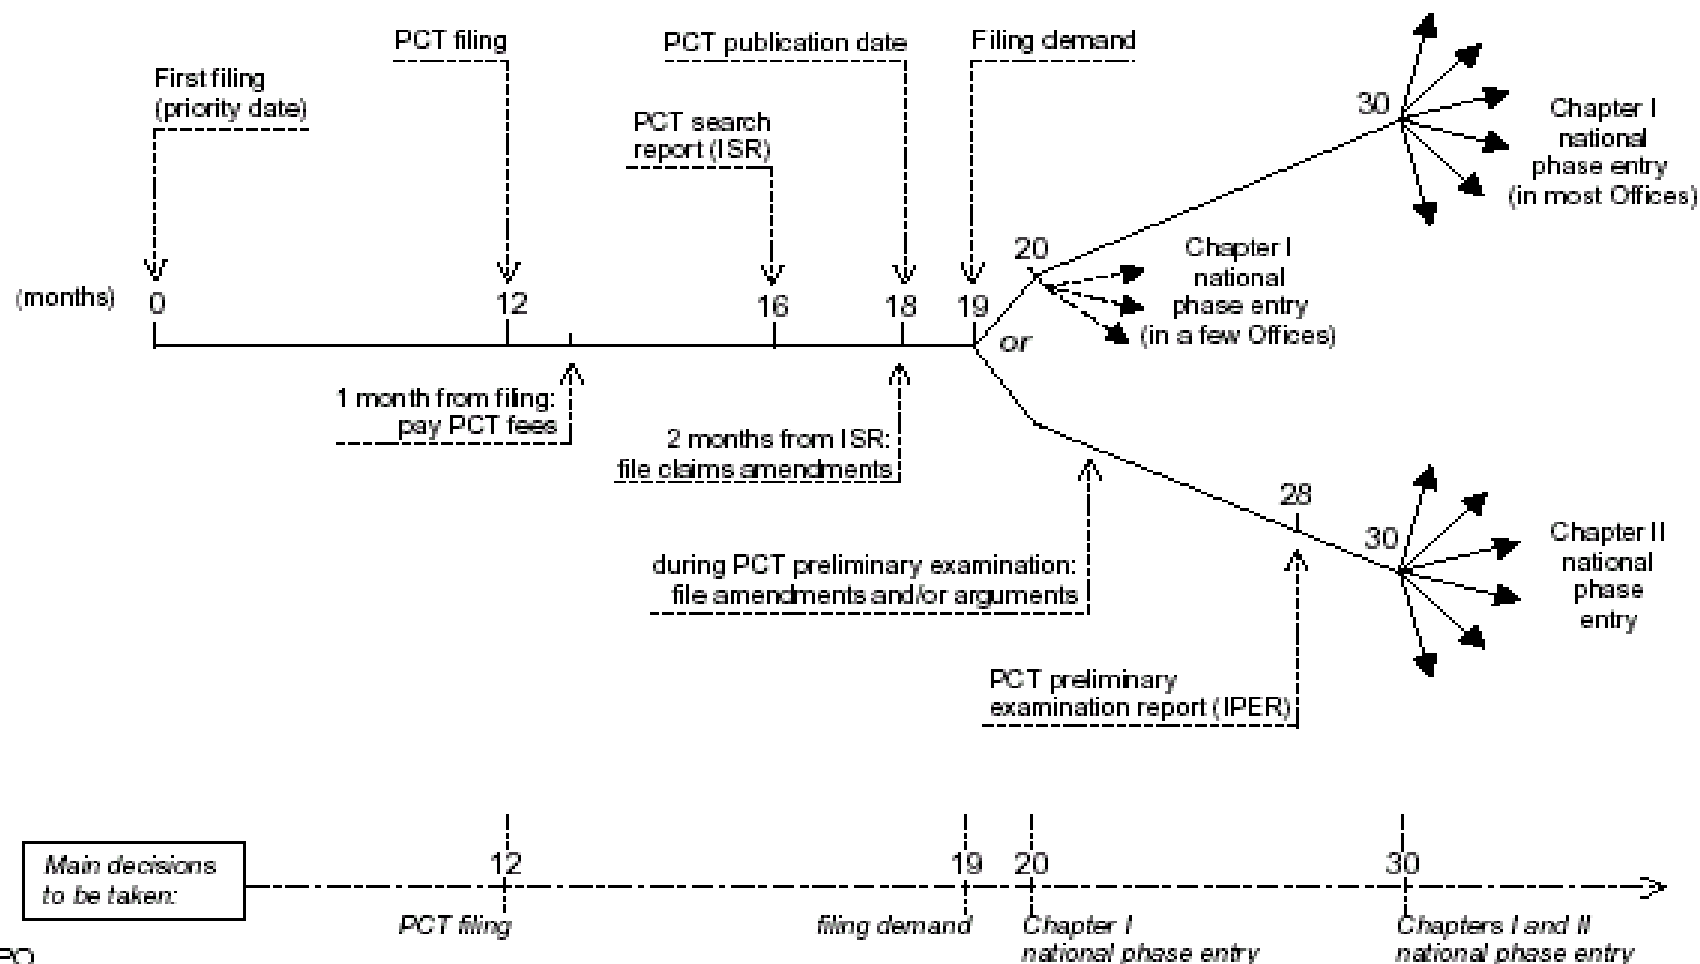 PCT filing
PCT publication date
Filing demand
First filing
(priority date)
PCT search
report (ISR)
30
Chapter I
national
phase entry
(in most Offices)
20
Chapter I
national
phase entry
(in a few Offices)
(months)
0
12
16
18
19
or
1 month from filing:
pay PCT fees
2 months from ISR:
file claims amendments
28
30
Chapter II
national
phase
entry
during PCT preliminary examination:
file amendments and/or arguments
PCT preliminary
examination report (IPER)
Main decisions
to be taken:
12
19
20
30
PCT filing
filing demand
Chapter I
national phase entry
Chapters I and II
national phase entry